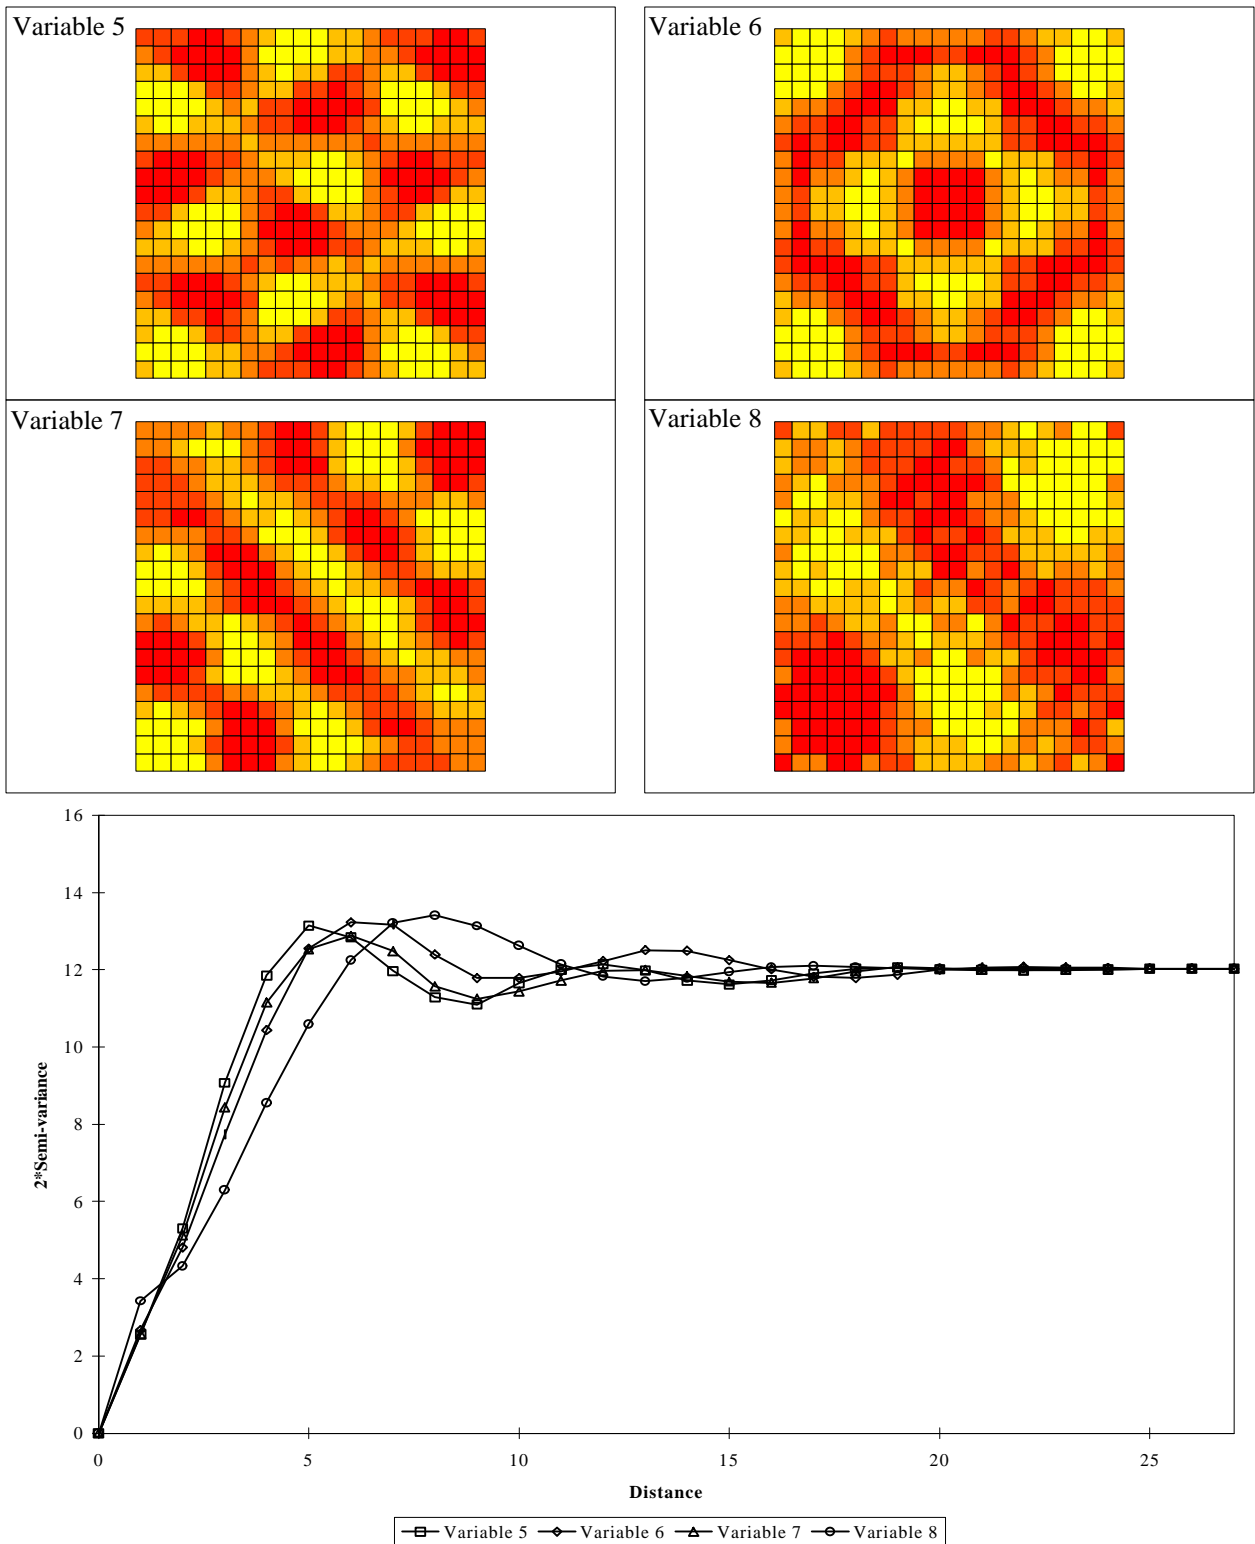 Variable 5
Variable 6
Variable 7
Variable 8
16
14
12
10
8
6
4
2
0
2*Semi-variance
0 5 10 15 20 25
Distance
Variable 5 Variable 6 Variable 7 Variable 8